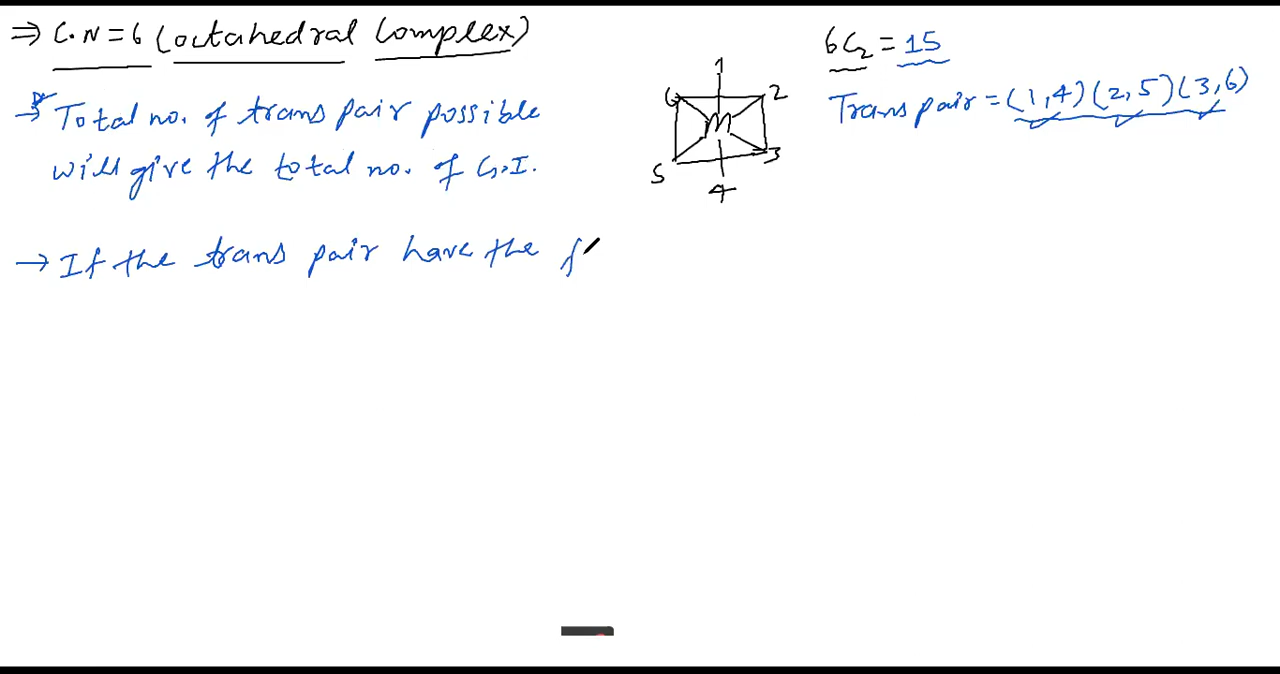 ⇒ C.N = 6 (octahedral Complex)
→ Total no. of trans pair possible
will give the total no. of G.I.
→ If the trans pair have the
1
6 2
M
5 3
4
6C₂ = 15
Trans pair = (1,4) (2,5) (3,6)